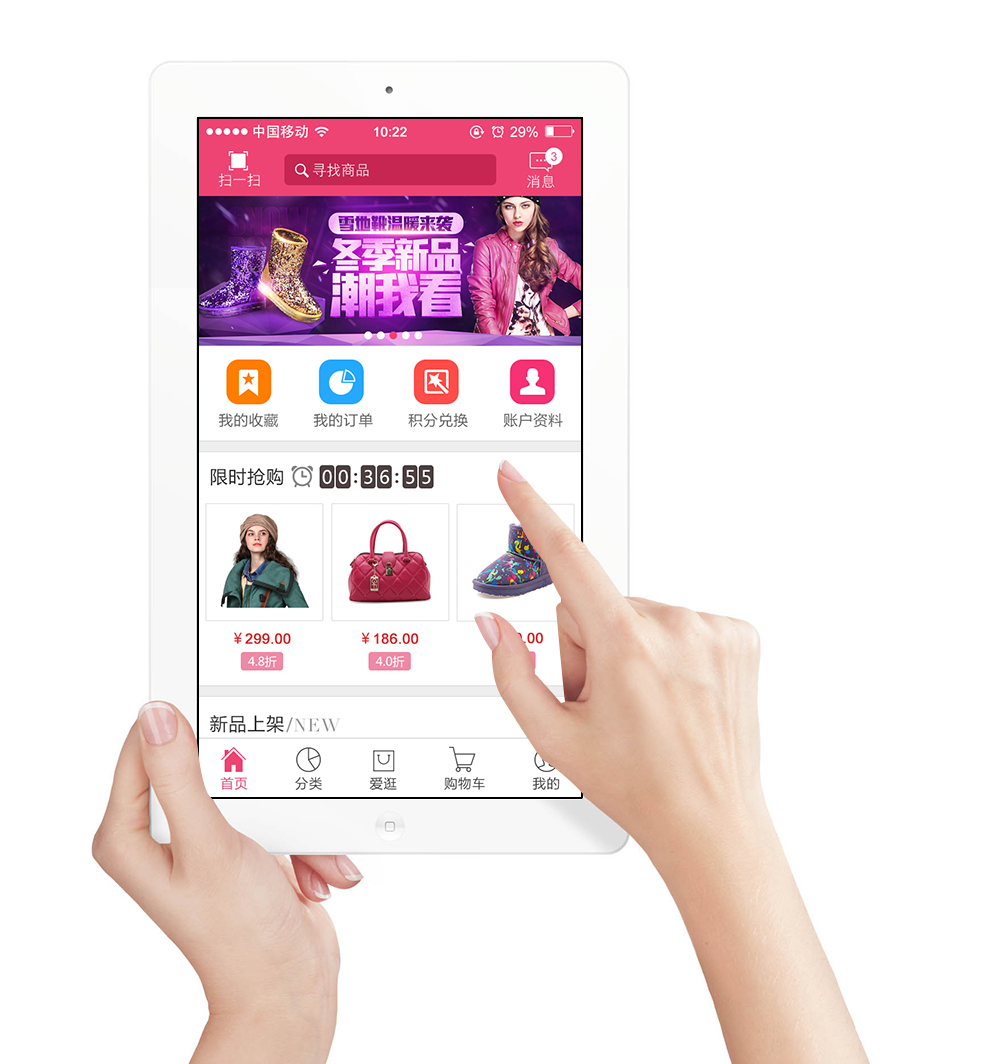 中国移动 10:22 29%
扫一扫 寻找商品 3 消息
雪地靴温暖来袭
冬季新品
潮我看
我的收藏 我的订单 积分兑换 账户资料
限时抢购 00:36:55
¥299.00 ¥186.00 .00
4.8折 4.0折
新品上架/NEW
首页 分类 爱逛 购物车 我的